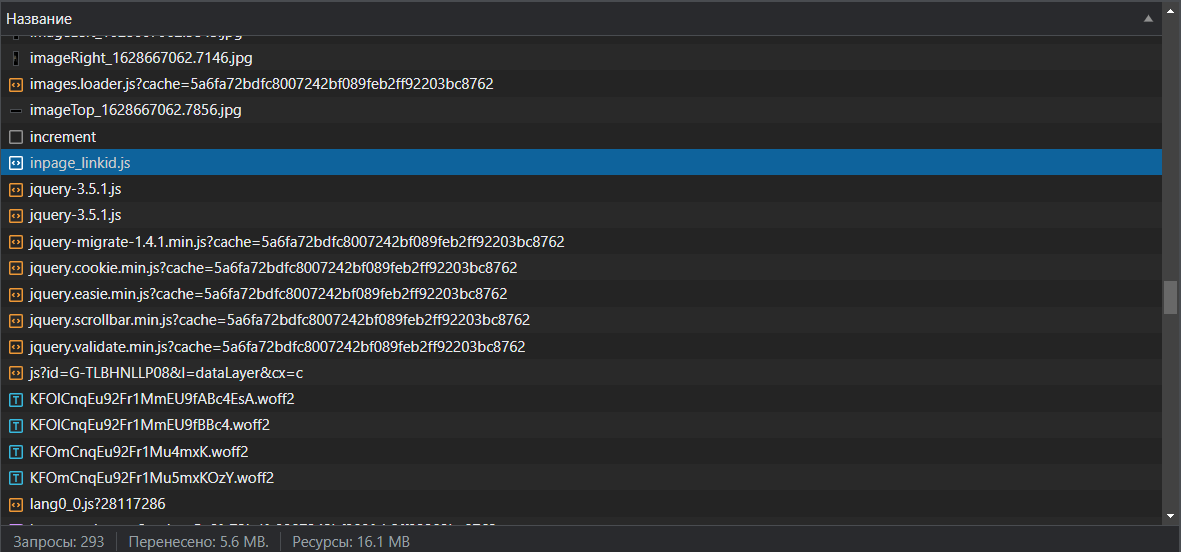 Название
imageRight_1628667062.7146.jpg
images.loader.js?cache=5a6fa72bdfc8007242bf089feb2ff92203bc8762
imageTop_1628667062.7856.jpg
increment
inpage_linkid.js
jquery-3.5.1.js
jquery-3.5.1.js
jquery-migrate-1.4.1.min.js?cache=5a6fa72bdfc8007242bf089feb2ff92203bc8762
jquery.cookie.min.js?cache=5a6fa72bdfc8007242bf089feb2ff92203bc8762
jquery.easie.min.js?cache=5a6fa72bdfc8007242bf089feb2ff92203bc8762
jquery.scrollbar.min.js?cache=5a6fa72bdfc8007242bf089feb2ff92203bc8762
jquery.validate.min.js?cache=5a6fa72bdfc8007242bf089feb2ff92203bc8762
js?id=G-TLBHNLLP08&l=dataLayer&cx=c
KFOlCnqEu92Fr1MmEU9fABc4EsA.woff2
KFOlCnqEu92Fr1MmEU9fBBc4.woff2
KFOmCnqEu92Fr1Mu4mxK.woff2
KFOmCnqEu92Fr1Mu5mxKOzY.woff2
lang0_0.js?28117286
Запросы: 293 Перенесено: 5.6 MB. Ресурсы: 16.1 MB